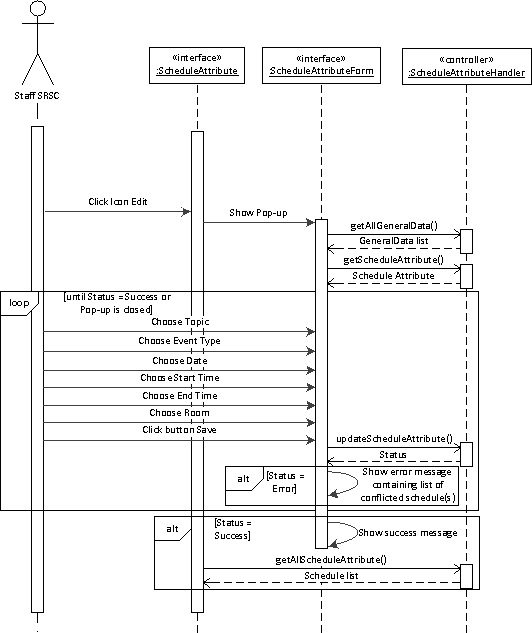 «interface»
:ScheduleAttribute
«interface»
ScheduleAttributeForm
«controller»
:ScheduleAttributeHandler
Staff SRSC
Click Icon Edit
Show Pop-up
getAllGeneralData()
GeneralData list
getScheduleAttribute()
Schedule Attribute
loop
[until Status = Success or
Pop-up is closed]
Choose Topic
Choose Event Type
Choose Date
Choose Start Time
Choose End Time
Choose Room
Click button Save
updateScheduleAttribute()
Status
alt
[Status =
Error]
Show error message
containing list of
conflicted schedule(s)
alt
[Status =
Success]
Show success message
getAllScheduleAttribute()
Schedule list